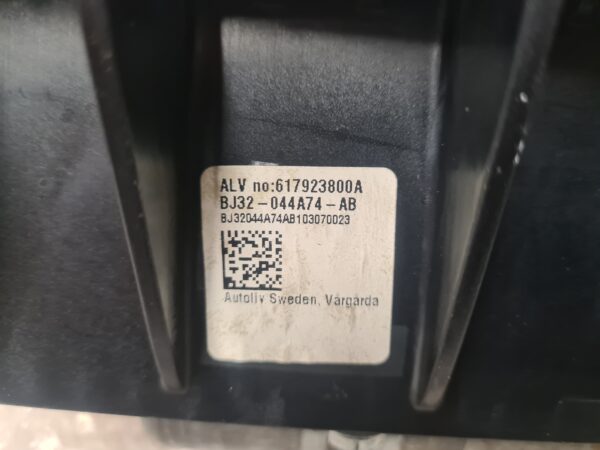 ALV no:617923800A
BJ32-044A74-AB
BJ32044A74AB103070023
Autoliv Sweden, Vårgårda